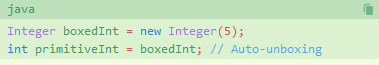 java
Integer boxedInt = new Integer(5);
int primitiveInt = boxedInt; // Auto-unboxing